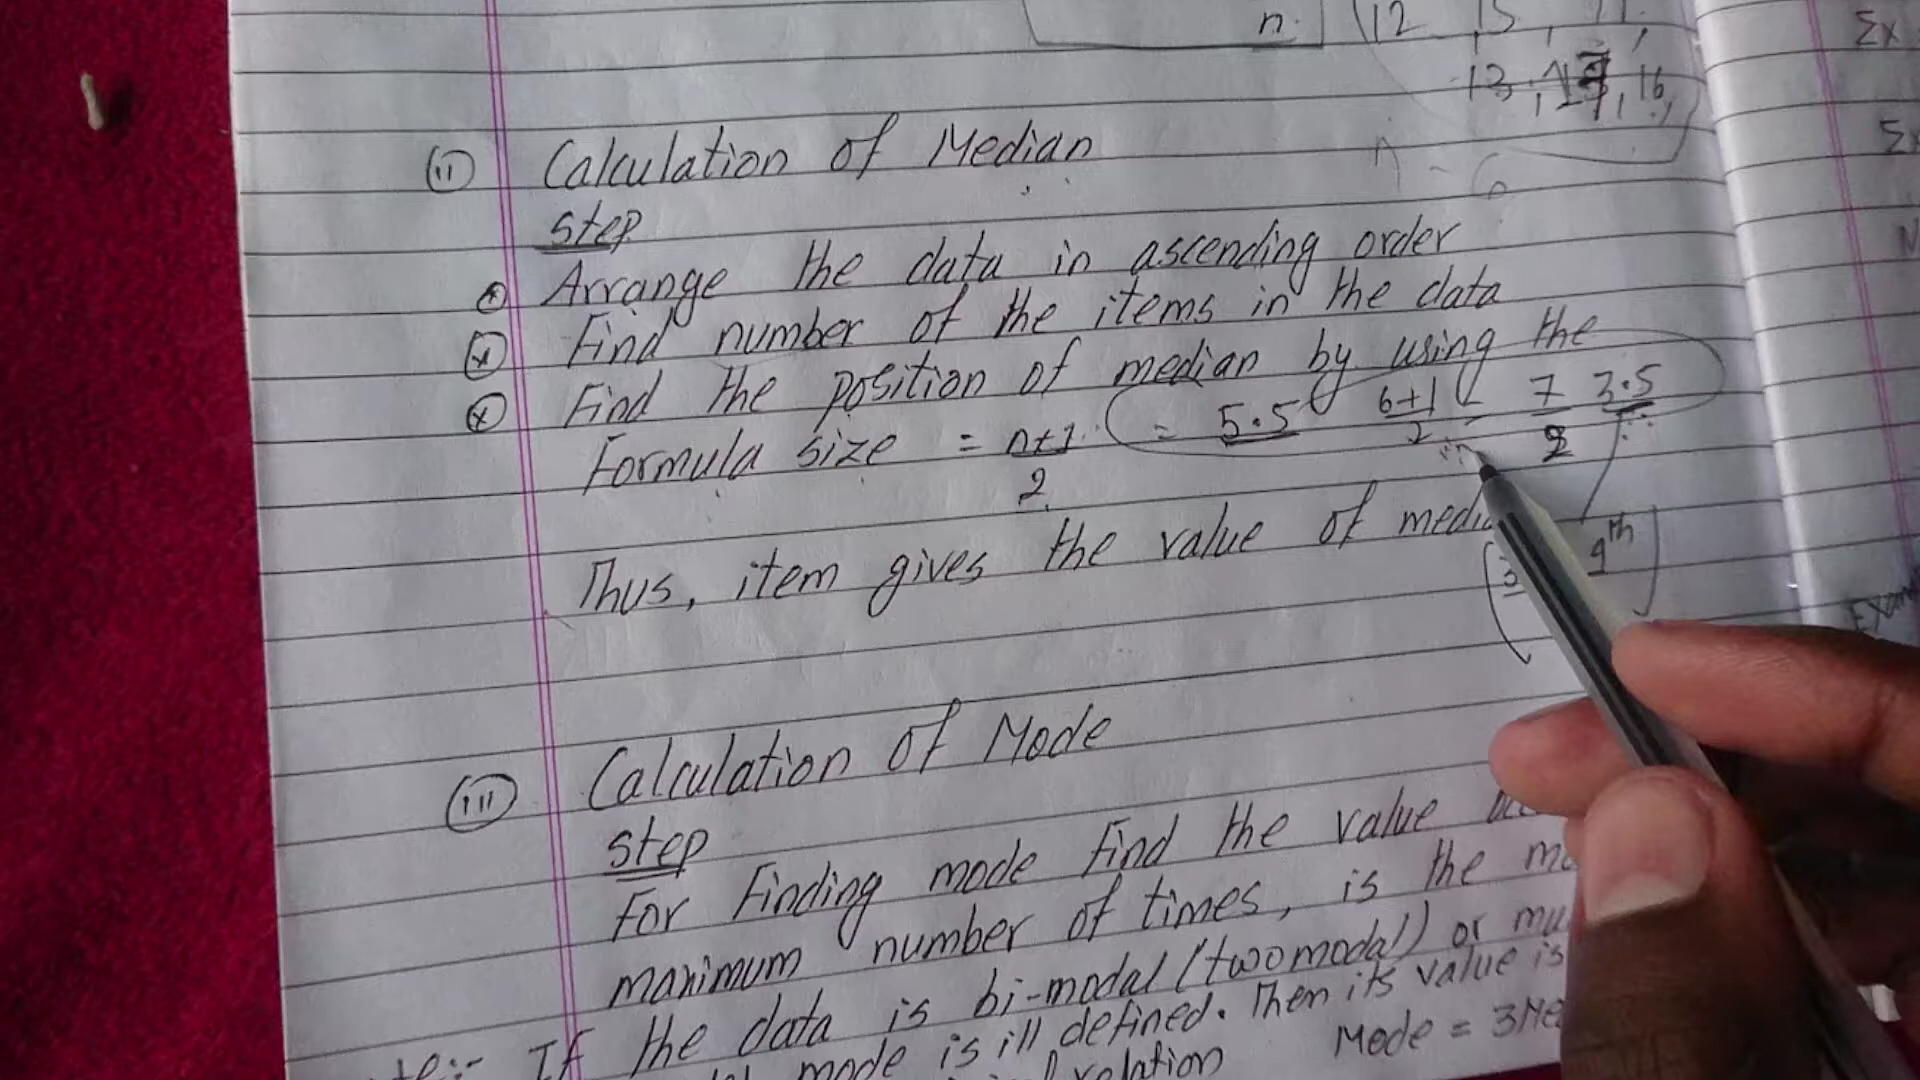 n 12 , 15 , 11,
13, 16,
(ii) Calculation of Median
step
Arrange the data in ascending order
Find number of the items in the data
Find the position of median by using the
= 5.5 6+1/2 = 7/2 3.5
Formula size = n+1/2
9th
Thus, item gives the value of
(iii) Calculation of Mode
step
For Finding mode Find the value
maximum number of times, is the
If the data is bi-modal (twomodal) or
mode is ill defined. Then its value is
relation Mode = 3Me
Σx
Σx
N
Exam